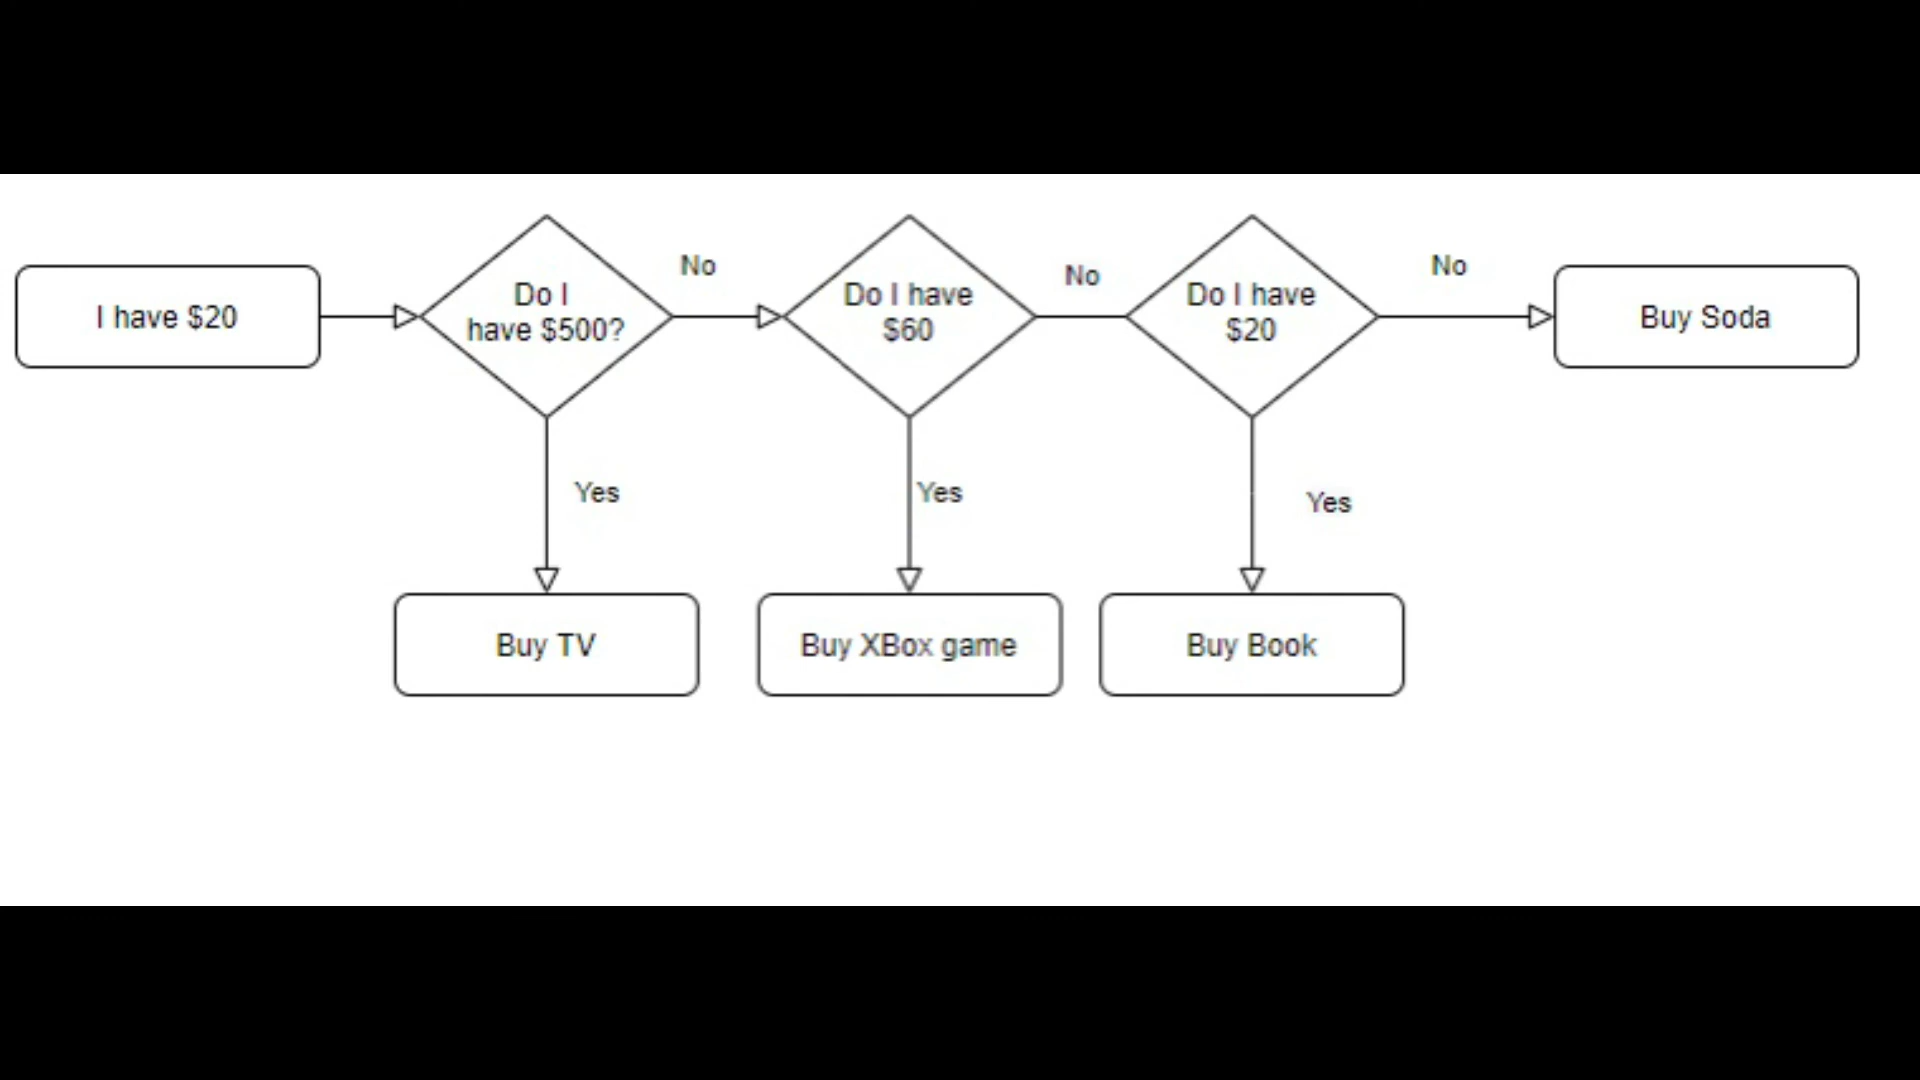 I have $20
Do I
have $500?
No
Do I have
$60
No
Do I have
$20
No
Buy Soda
Yes
Yes
Yes
Buy TV
Buy XBox game
Buy Book